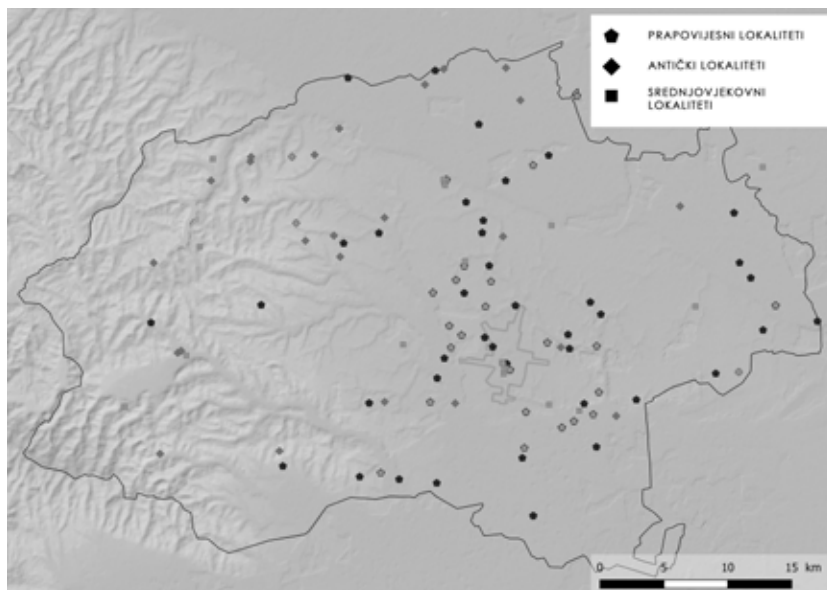 PRAPOVIJESNI LOKALITETI
ANTIČKI LOKALITETI
SREDNJOVJEKOVNI
LOKALITETI
0 5 10 15 km